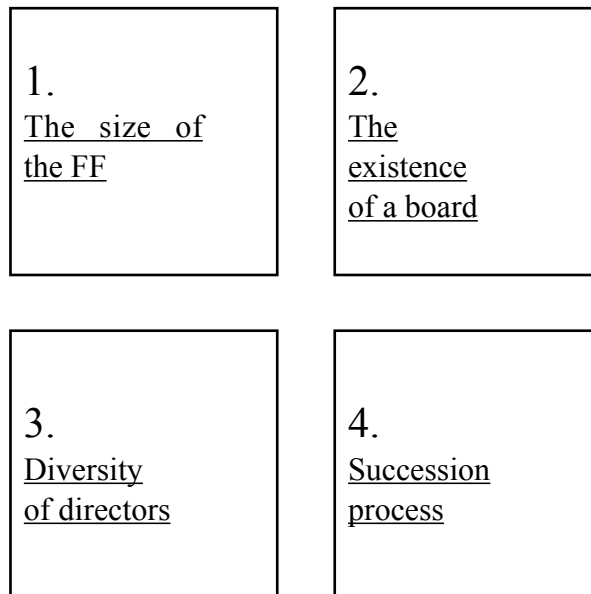 1.
The size of
the FF
2.
The
existence
of a board
3.
Diversity
of directors
4.
Succession
process